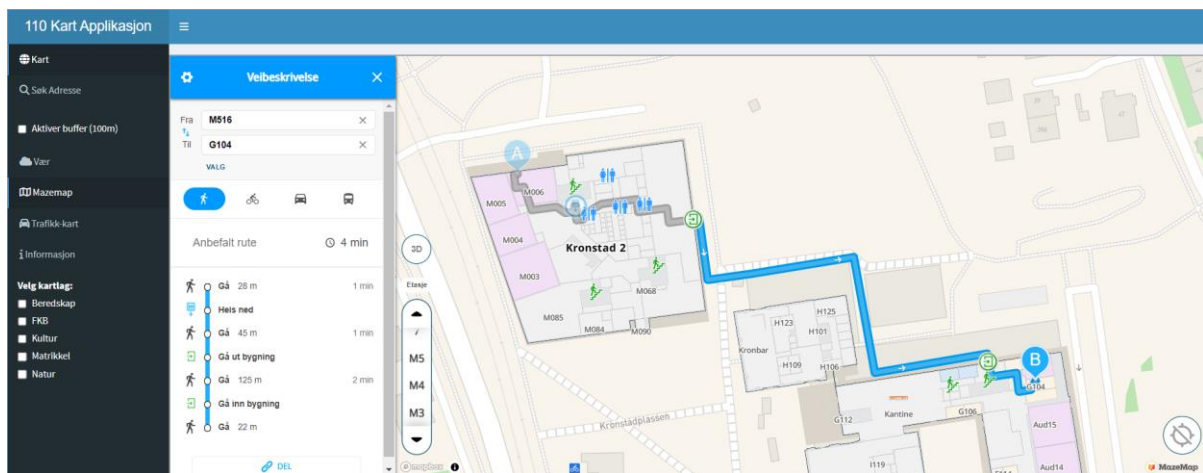 110 Kart Applikasjon
Kart
Søk Adresse
Aktiver buffer (100m)
Vær
Mazemap
Trafikk-kart
Informasjon
Velg kartlag:
Beredskap
FKB
Kultur
Matrikkel
Natur
Veibeskrivelse
Fra M516
Til G104
VALG
Anbefalt rute 4 min
Gå 28 m 1 min
Heis ned
Gå 45 m 1 min
Gå ut bygning
Gå 125 m 2 min
Gå inn bygning
Gå 22 m
DEL
3D
Etasje
7
M5
M4
M3
A
M006
M005
M004
Kronstad 2
M003
M068
M085
M084
M090
H125
H123
H101
Kronbar
H109
H106
B
G104
G112
Kantine
G106
Aud15
Kronstadplassen
I119
Aud14
mapbox
MazeMap